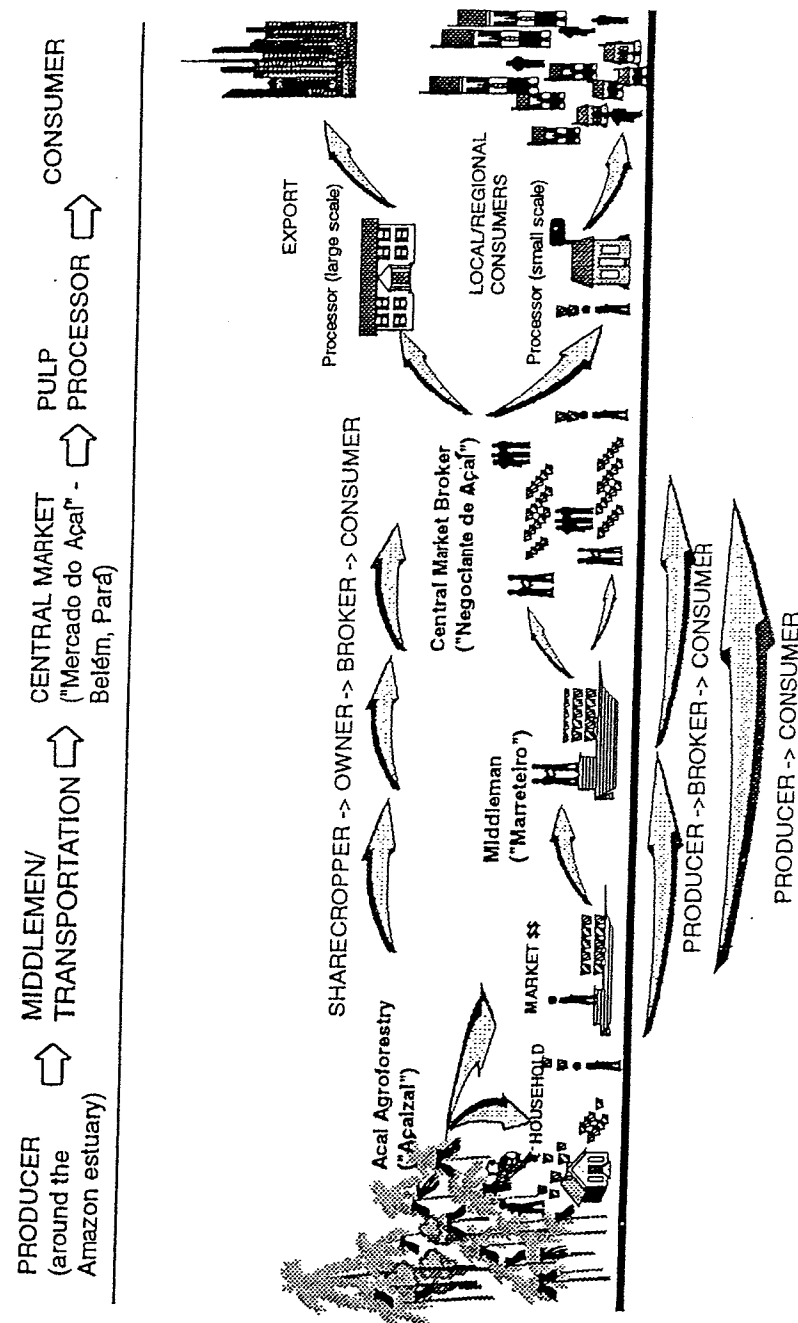 PRODUCER
(around the
Amazon estuary)
MIDDLEMEN/
TRANSPORTATION
CENTRAL MARKET
("Mercado do Açaí" -
Belém, Pará)
PULP
PROCESSOR
CONSUMER
SHARECROPPER -> OWNER -> BROKER -> CONSUMER
Acai Agroforestry
("Açaizal")
HOUSEHOLD
MARKET $$
Middleman
("Marreteiro")
Central Market Broker
("Negociante de Açaí")
EXPORT
Processor (large scale)
LOCAL/REGIONAL
CONSUMERS
Processor (small scale)
PRODUCER ->BROKER-> CONSUMER
PRODUCER -> CONSUMER